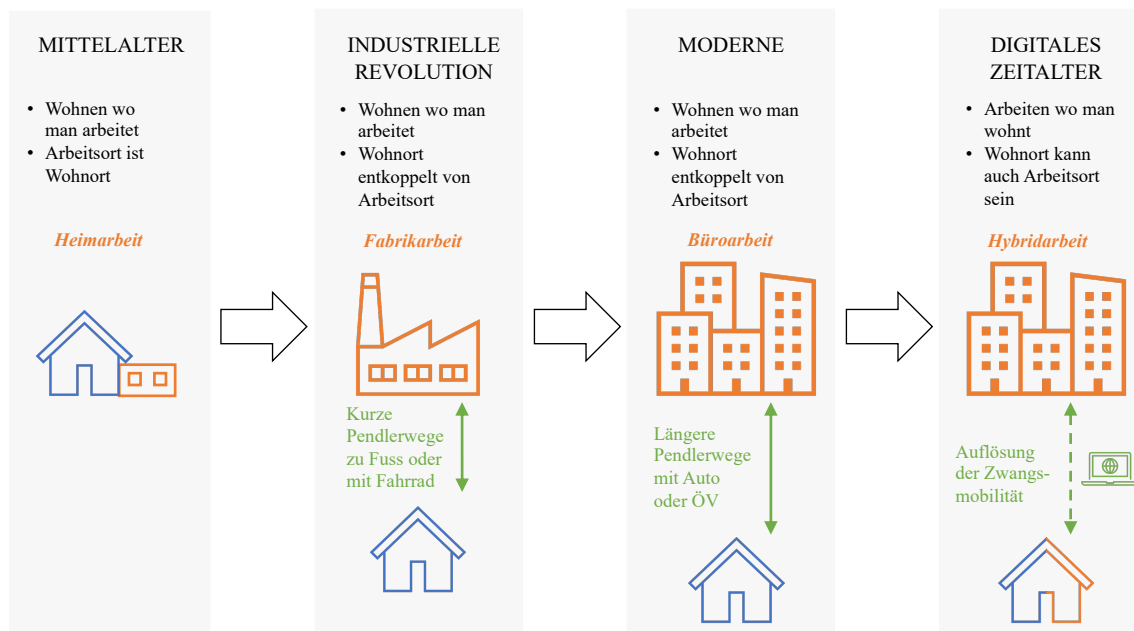 MITTELALTER
• Wohnen wo
man arbeitet
• Arbeitsort ist
Wohnort
Heimarbeit
INDUSTRIELLE
REVOLUTION
• Wohnen wo man
arbeitet
• Wohnort
entkoppelt von
Arbeitsort
Fabrikarbeit
Kurze
Pendlerwege
zu Fuss oder
mit Fahrrad
MODERNE
• Wohnen wo man
arbeitet
• Wohnort
entkoppelt von
Arbeitsort
Büroarbeit
Längere
Pendlerwege
mit Auto
oder ÖV
DIGITALES
ZEITALTER
• Arbeiten wo man
wohnt
• Wohnort kann
auch Arbeitsort
sein
Hybridarbeit
Auflösung
der Zwangs-
mobilität